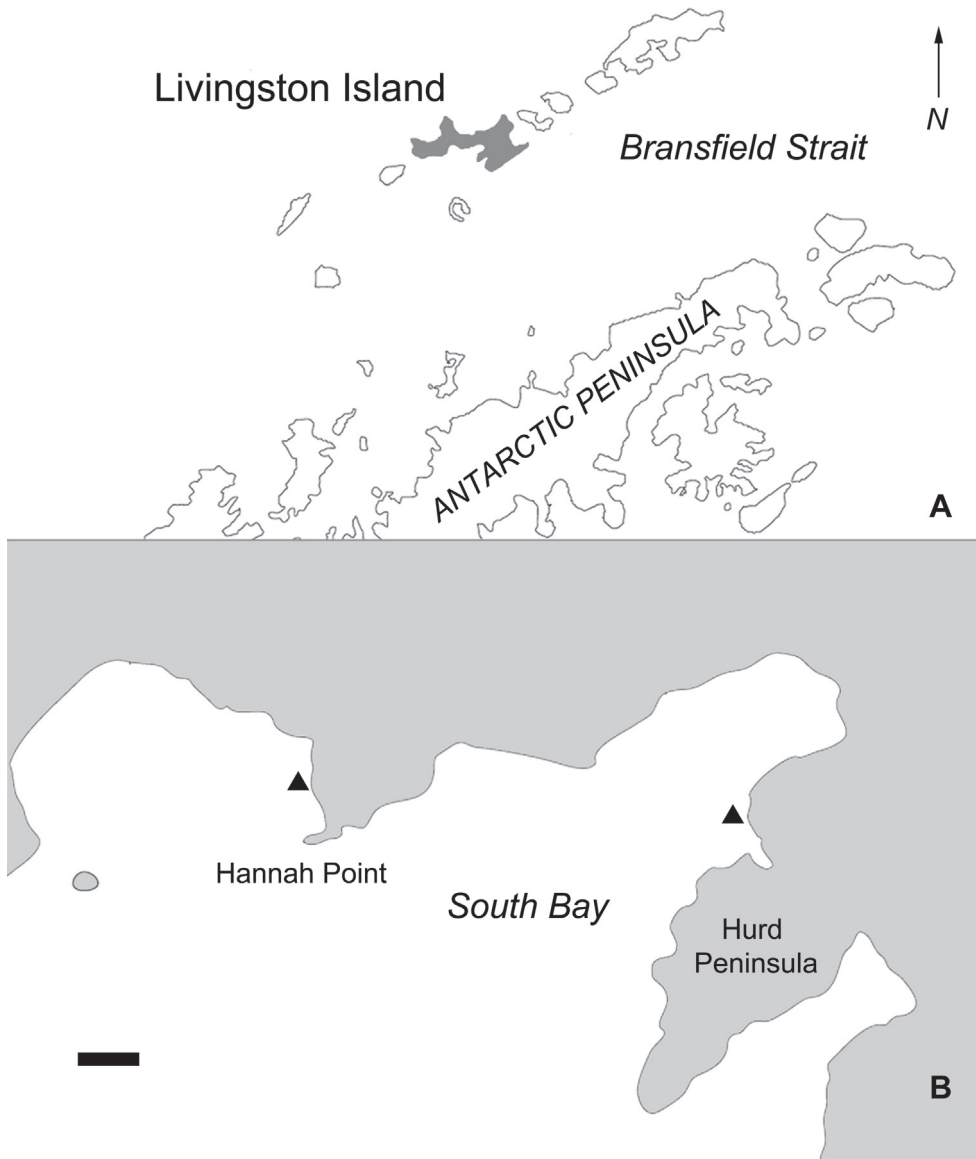 Livingston Island
N
Bransfield Strait
ANTARCTIC PENINSULA
A
Hannah Point
South Bay
Hurd
Peninsula
B